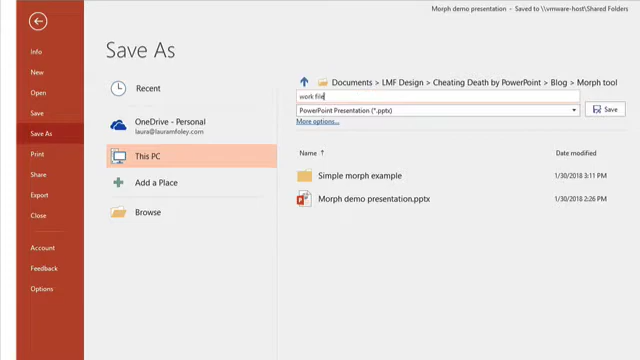 Morph demo presentation - Saved to \\vmware-host\Shared Folders
Info
New
Open
Save
Save As
Print
Share
Export
Close
Account
Feedback
Options
Save As
Recent
OneDrive - Personal
laura@lauramfoley.com
This PC
Add a Place
Browse
Documents > LMF Design > Cheating Death by PowerPoint > Blog > Morph tool
work file
PowerPoint Presentation (*.pptx)
Save
More options...
Name ↑ Date modified
Simple morph example 1/30/2018 3:11 PM
Morph demo presentation.pptx 1/30/2018 2:26 PM